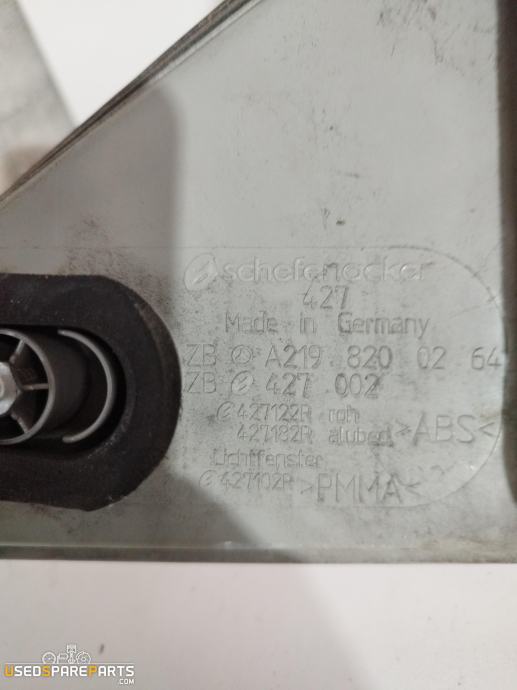 schefenacker
427
Made in Germany
ZB A219 820 02 64
ZB 427 002
427122R roh
427182R alubed >ABS<
Lichtfenster
427102R >PMMA<
USEDSPAREPARTS
.COM